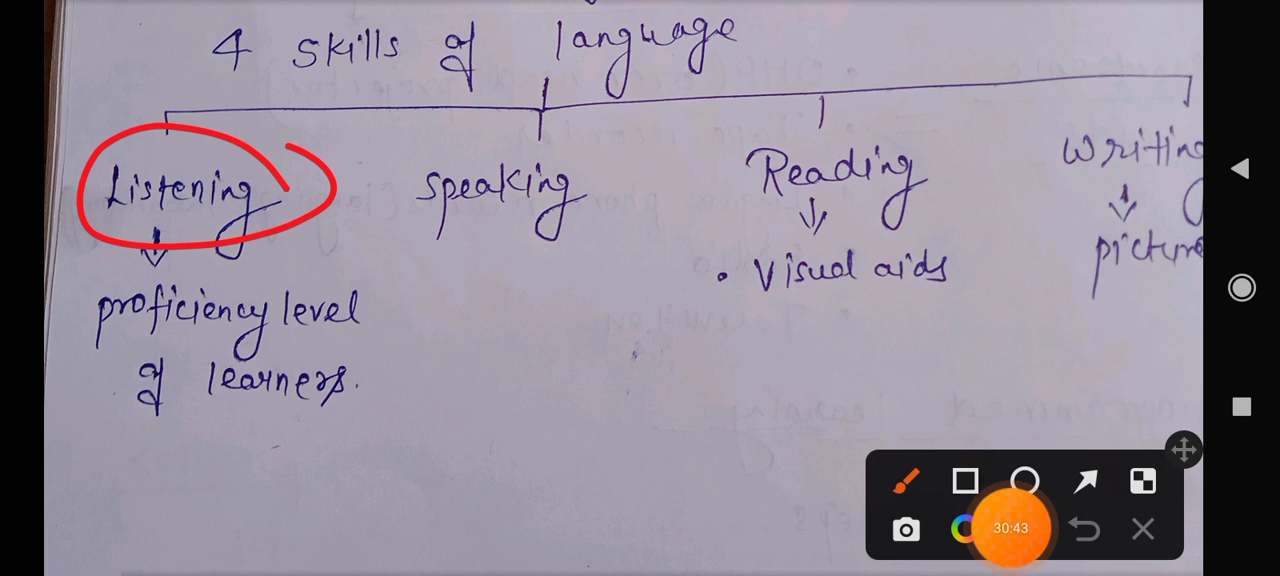 4 Skills of language
Listening
speaking
Reading
Writing
proficiency level
of learners.
• Visual aids
picture
30:43